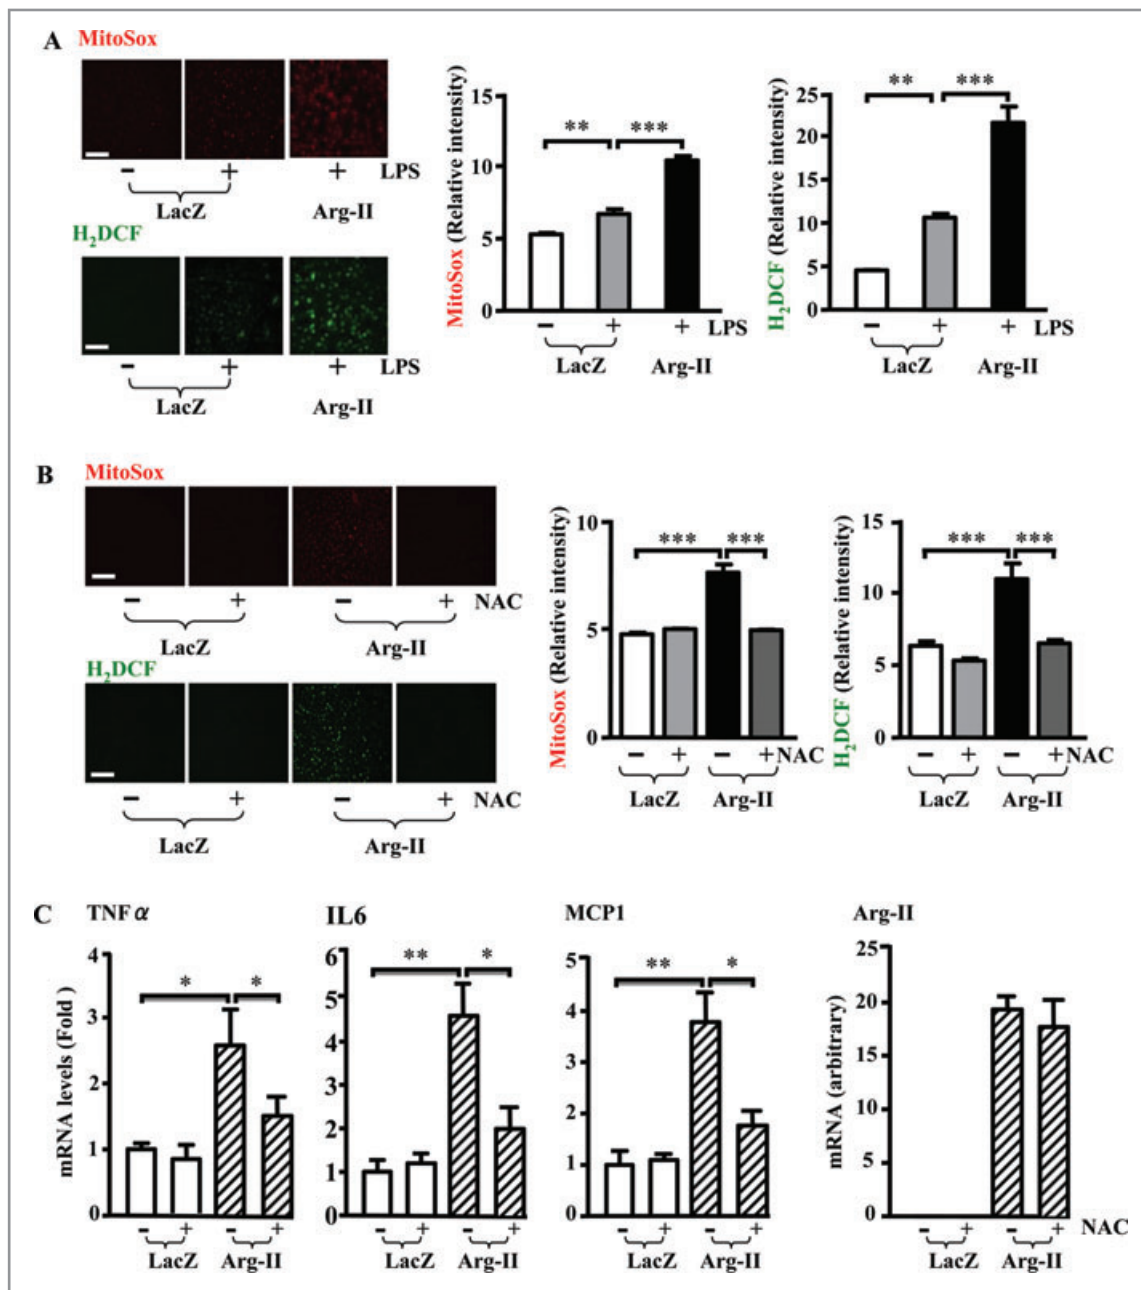 A MitoSox
− + + LPS
LacZ Arg-II
H2DCF
− + + LPS
LacZ Arg-II
MitoSox (Relative intensity)
15
10
5
0
** ***
− + + LPS
LacZ Arg-II
H2DCF (Relative intensity)
25
20
15
10
5
0
** ***
− + + LPS
LacZ Arg-II
B MitoSox
− + − + NAC
LacZ Arg-II
H2DCF
− + − + NAC
LacZ Arg-II
MitoSox (Relative intensity)
10
5
0
*** ***
− + − + NAC
LacZ Arg-II
H2DCF (Relative intensity)
15
10
5
0
*** ***
− + − + NAC
LacZ Arg-II
C TNFα
mRNA levels (Fold )
4
3
2
1
0
* *
− + − +
LacZ Arg-II
IL6
6
5
4
3
2
1
0
** *
− + − +
LacZ Arg-II
MCP1
5
4
3
2
1
0
** *
− + − +
LacZ Arg-II
Arg-II
mRNA (arbitrary)
25
20
15
10
5
0
− + − + NAC
LacZ Arg-II